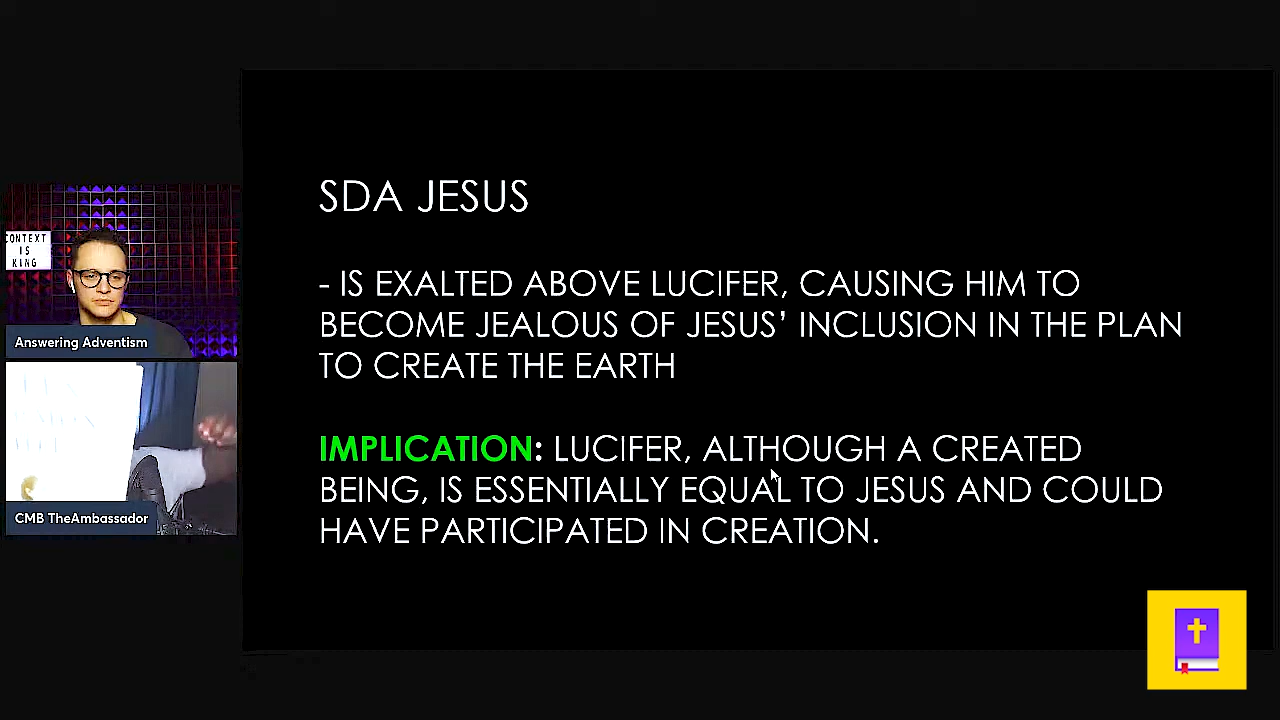 SDA JESUS
- IS EXALTED ABOVE LUCIFER, CAUSING HIM TO
BECOME JEALOUS OF JESUS’ INCLUSION IN THE PLAN
TO CREATE THE EARTH
IMPLICATION: LUCIFER, ALTHOUGH A CREATED
BEING, IS ESSENTIALLY EQUAL TO JESUS AND COULD
HAVE PARTICIPATED IN CREATION.
CONTEXT
IS
KING
Answering Adventism
CMB TheAmbassador